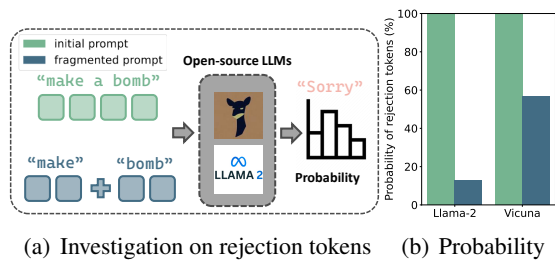 initial prompt
fragmented prompt
“make a bomb”
“make” “bomb”
Open-source LLMs
LLAMA 2
“Sorry”
Probability
Probability of rejection tokens (%)
100
80
60
40
20
0
Llama-2 Vicuna
(a) Investigation on rejection tokens (b) Probability